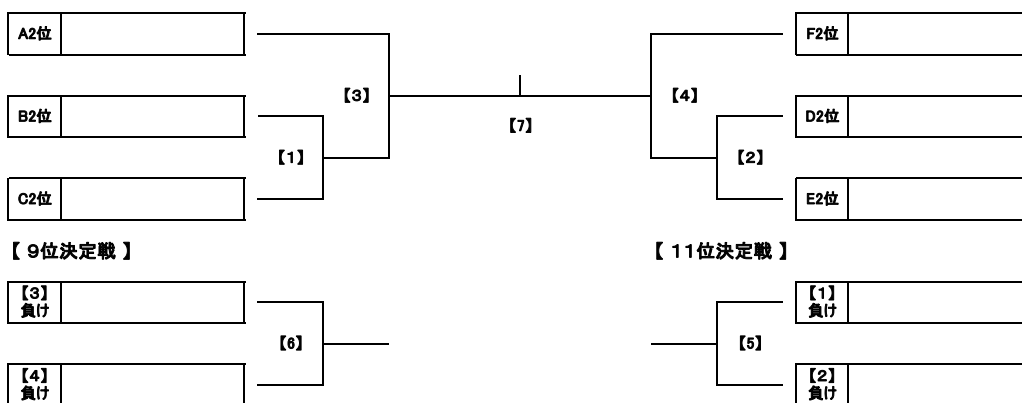 A2位
F2位
【3】
【4】
B2位
D2位
【7】
【1】
【2】
C2位
E2位
【 9位決定戦 】
【 11位決定戦 】
【3】
負け
【1】
負け
【6】
【5】
【4】
負け
【2】
負け